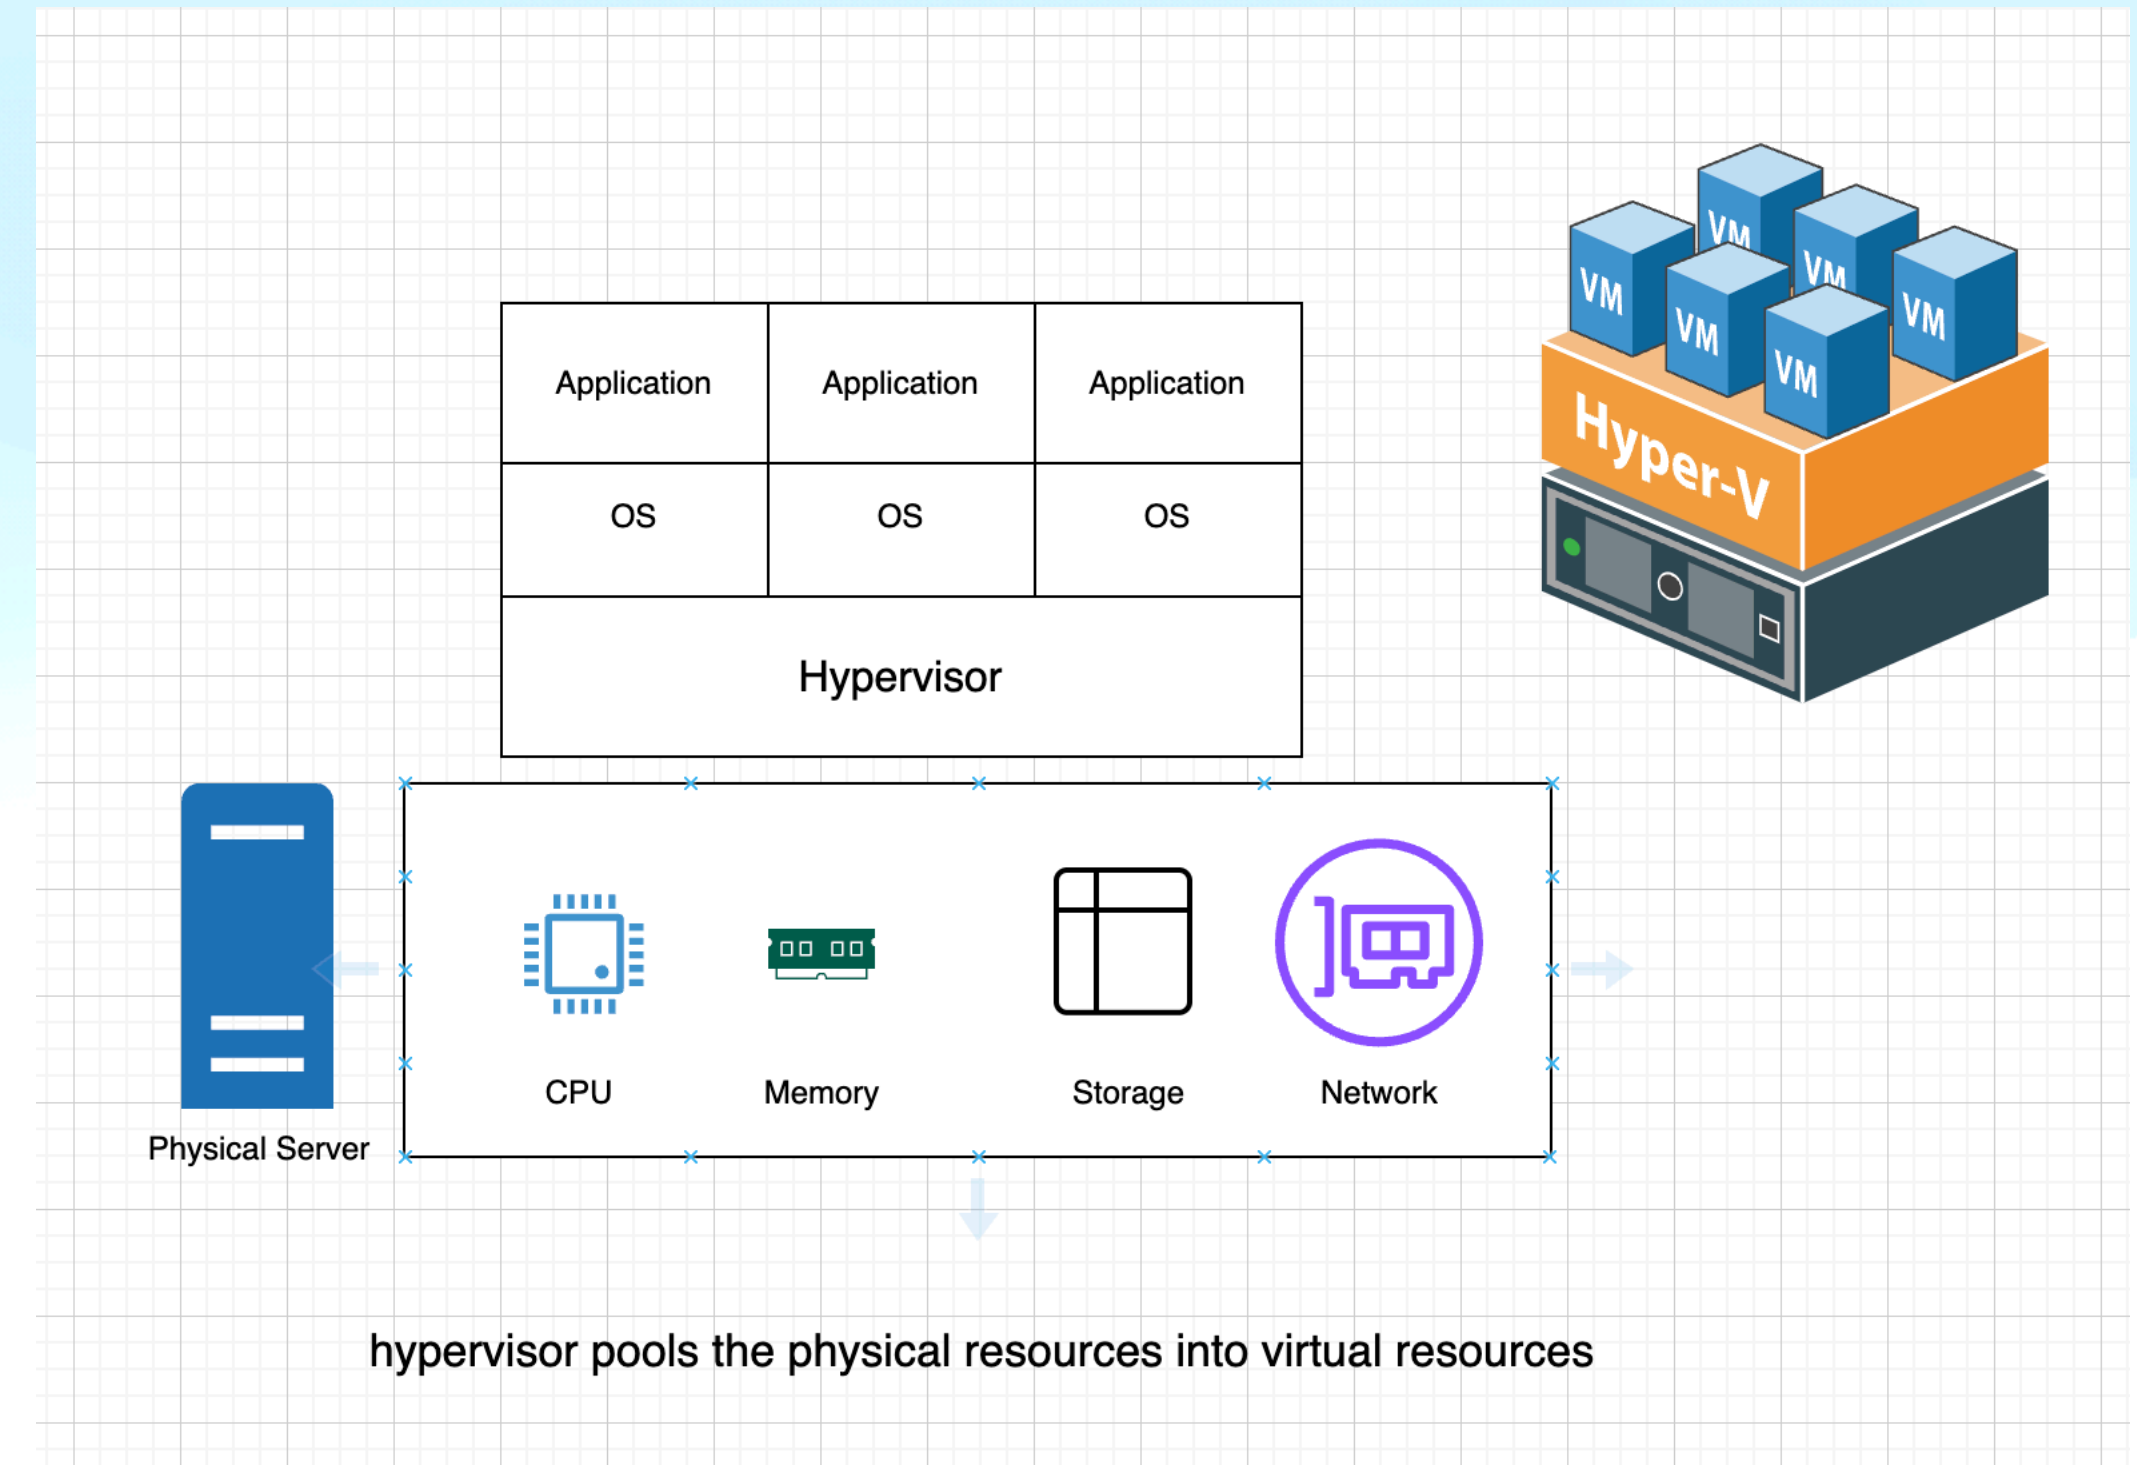 VM
VM
VM
VM
VM
VM
Hyper-V
Application Application Application
OS OS OS
Hypervisor
CPU Memory Storage Network
Physical Server
hypervisor pools the physical resources into virtual resources